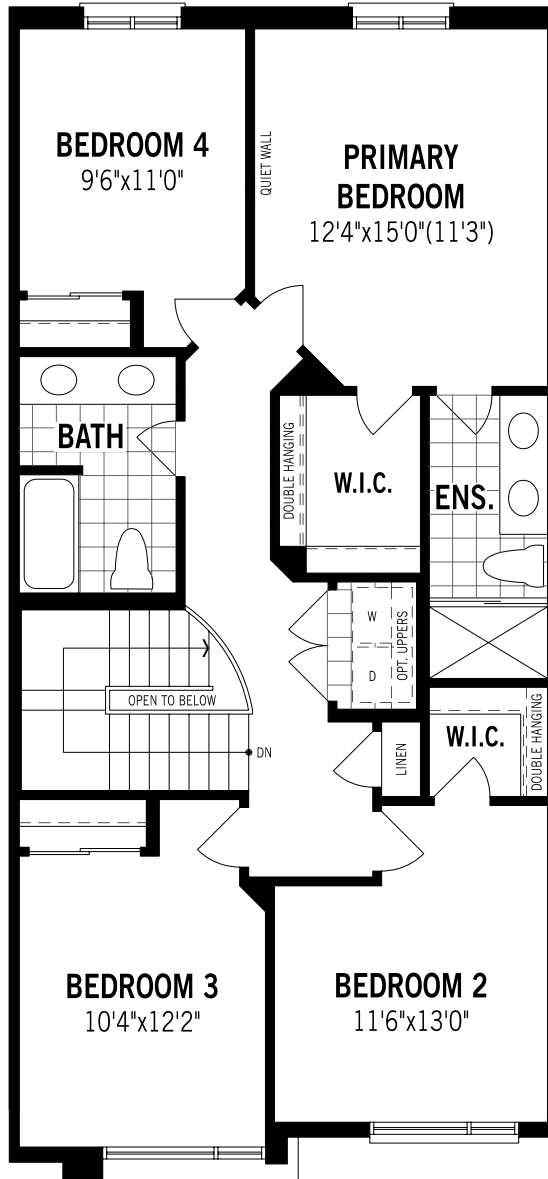 BEDROOM 4
9'6"x11'0"
QUIET WALL
PRIMARY
BEDROOM
12'4"x15'0"(11'3")
BATH
DOUBLE HANGING
W.I.C.
ENS.
W
D
OPT. UPPERS
OPEN TO BELOW
DN
LINEN
W.I.C.
DOUBLE HANGING
BEDROOM 3
10'4"x12'2"
BEDROOM 2
11'6"x13'0"